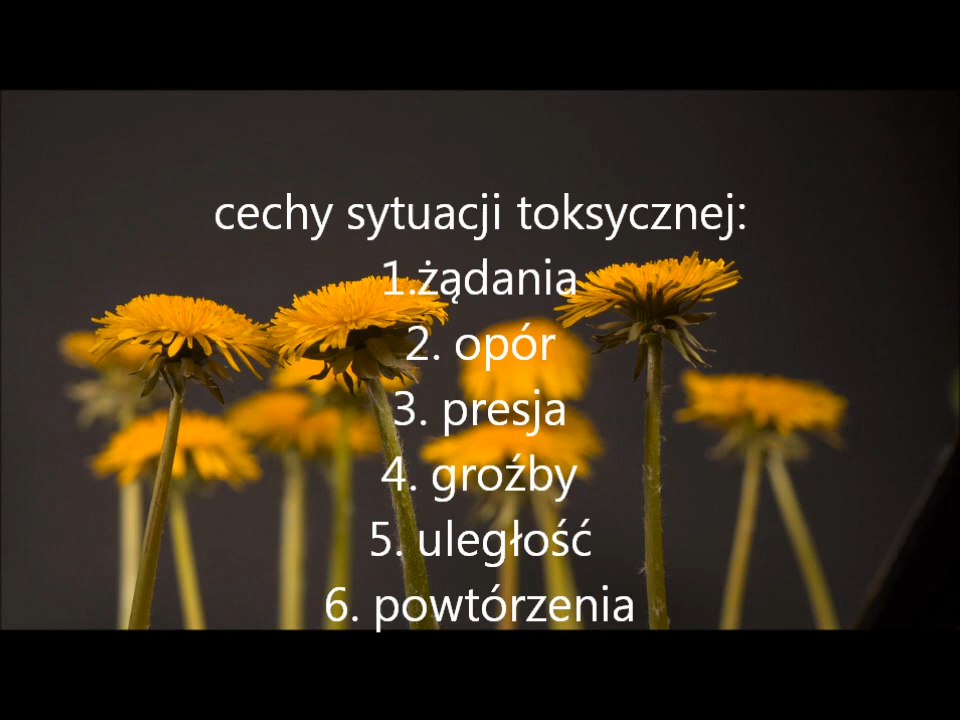 cechy sytuacji toksycznej:
1.żądania
2. opór
3. presja
4. groźby
5. uległość
6. powtórzenia